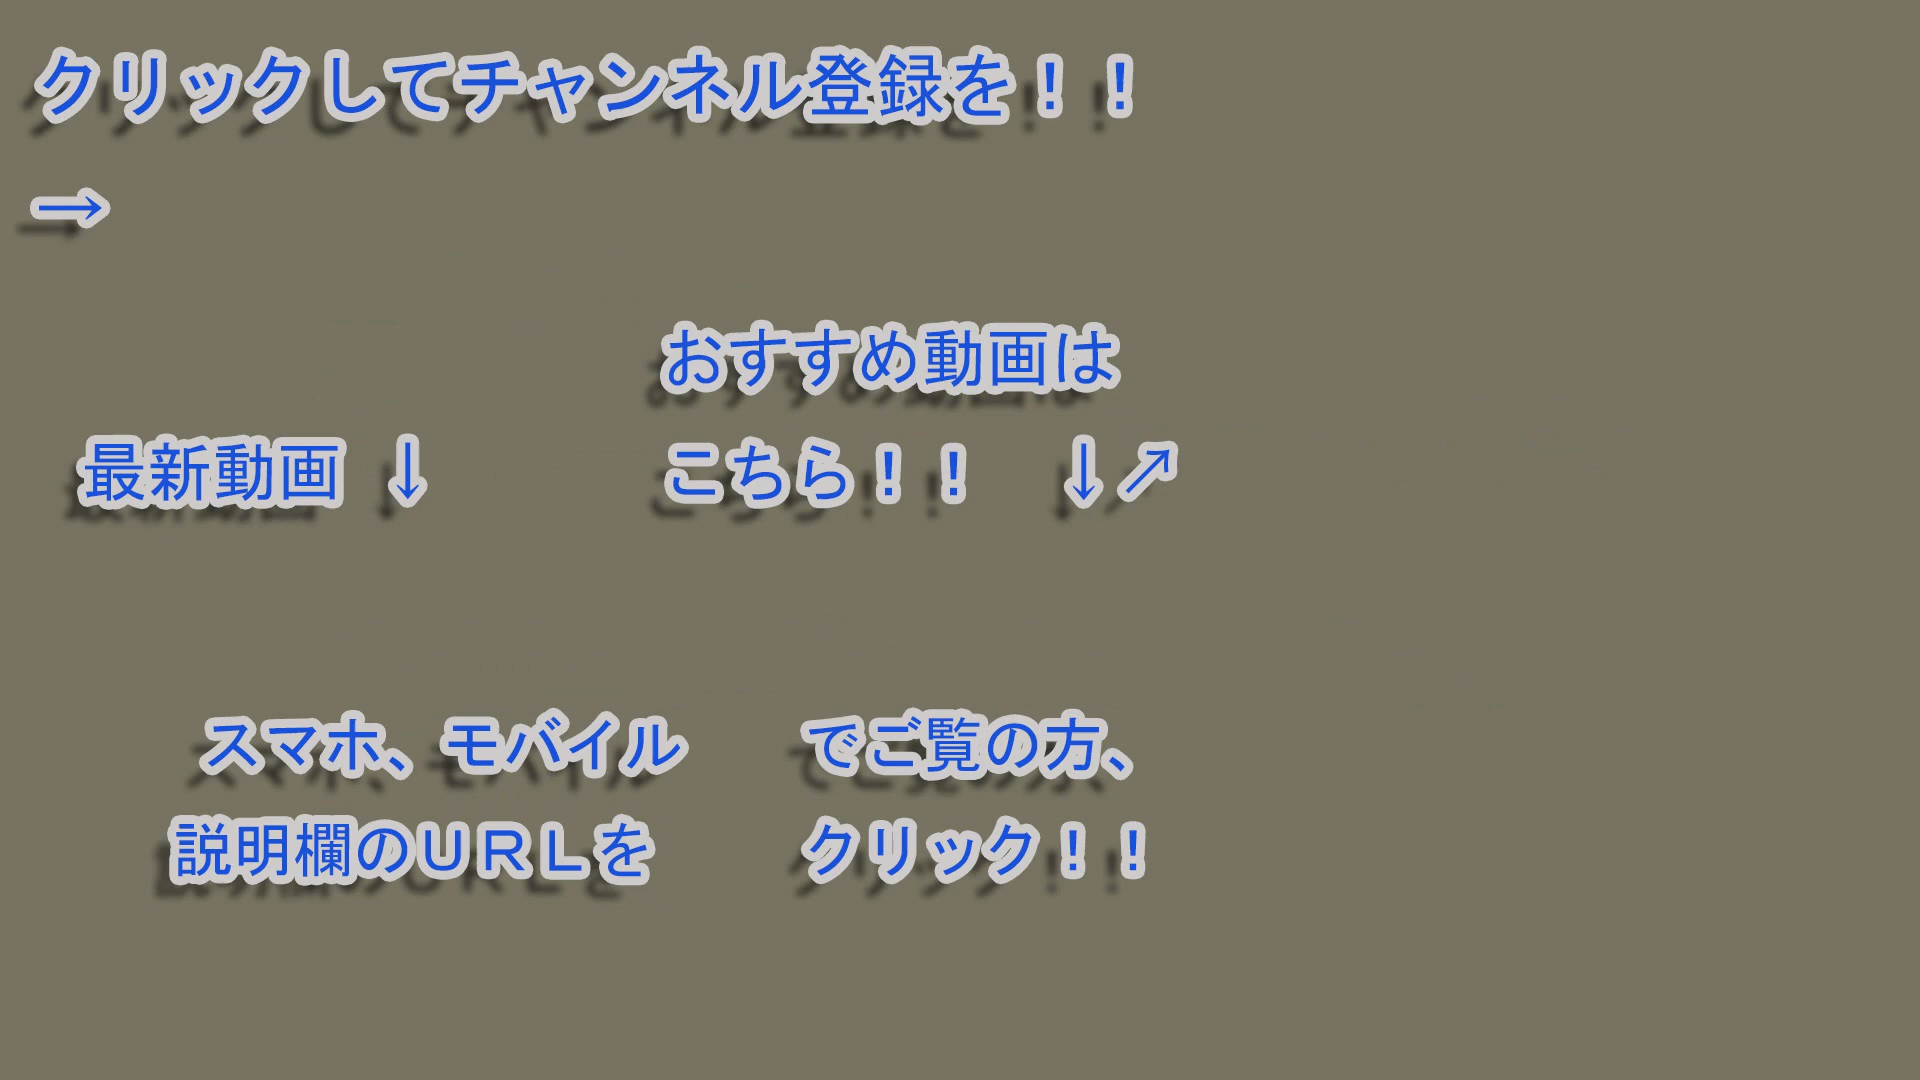 クリックしてチャンネル登録を！！
→
おすすめ動画は
こちら！！　↓↗
最新動画 ↓
スマホ、モバイル　でご覧の方、
説明欄のＵＲＬを　クリック！！